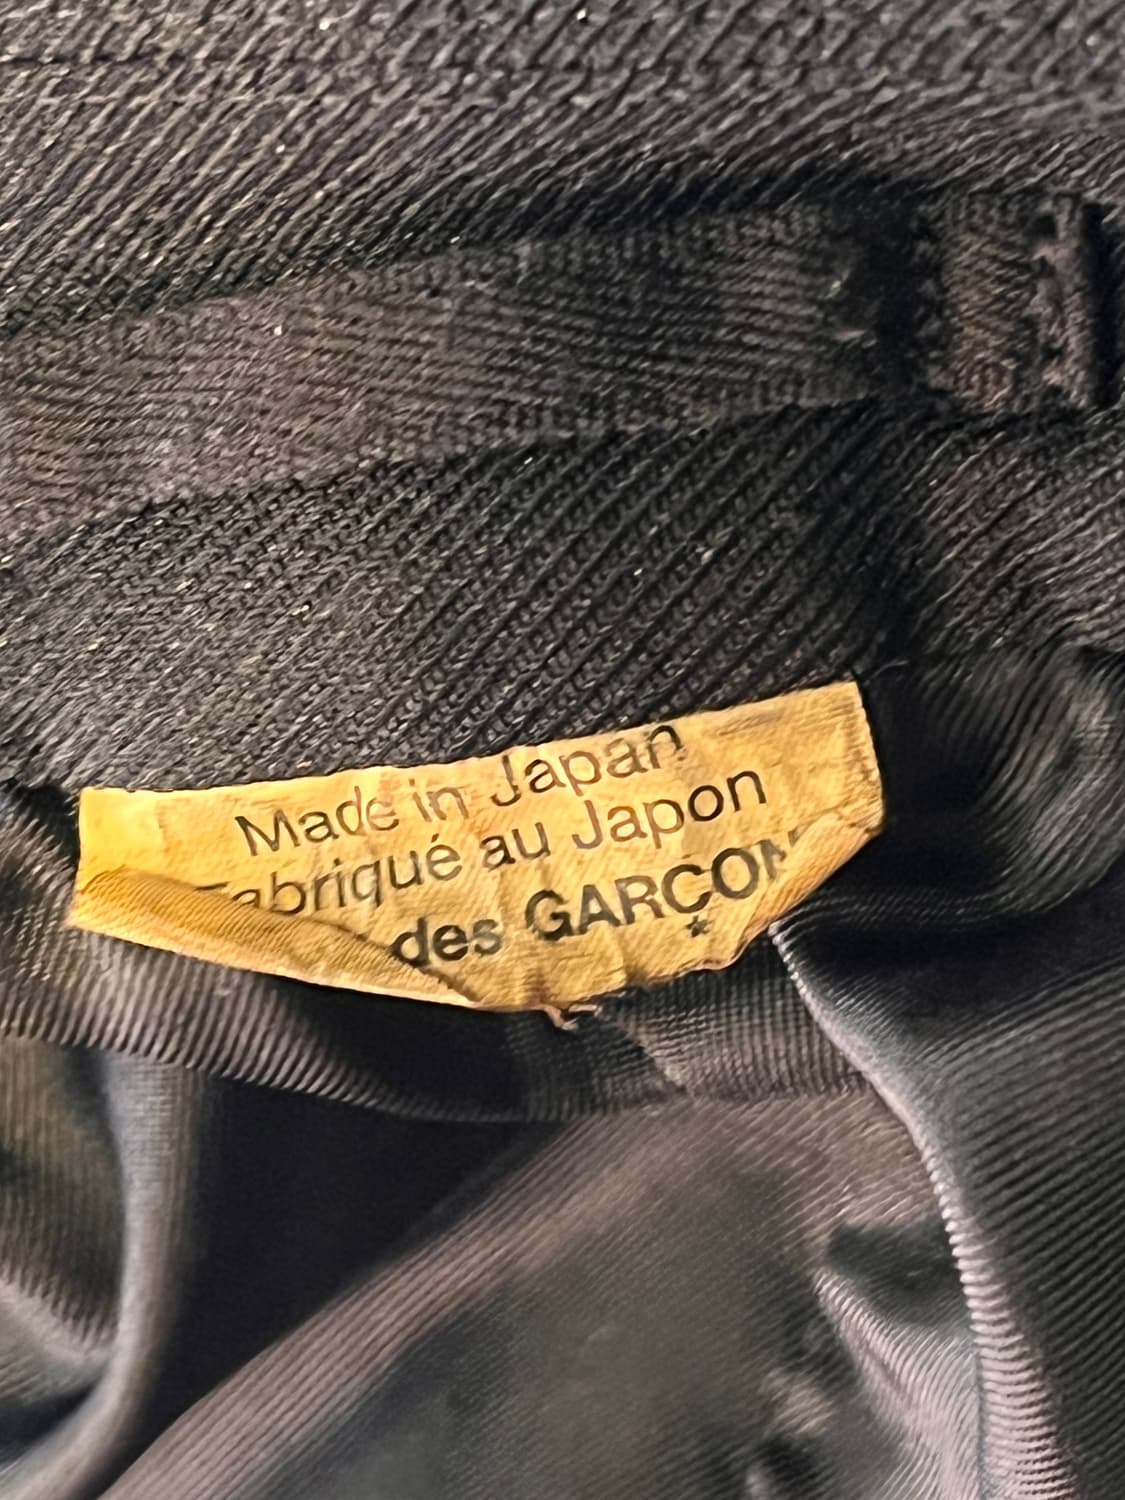 Made in Japan
Fabriqué au Japon
des GARÇON
*